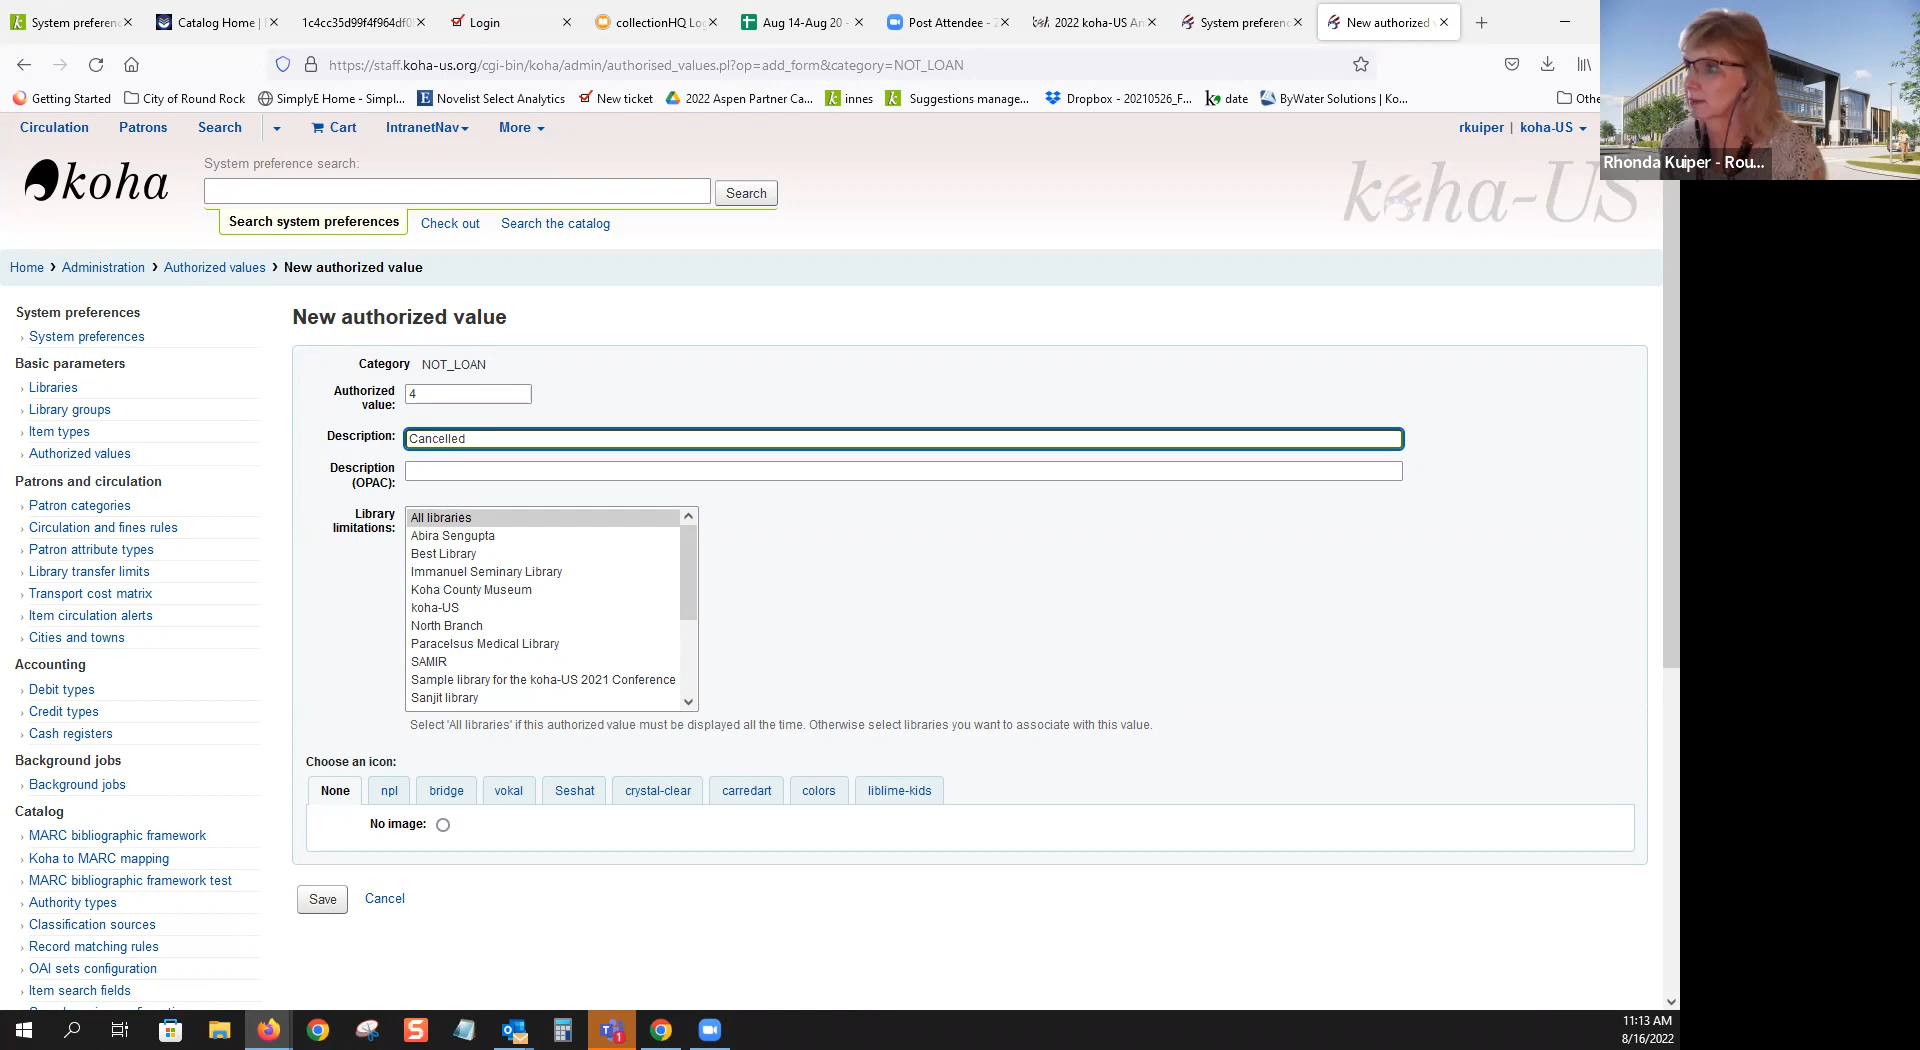 System preferenc
Catalog Home |
1c4cc35d99f4f964df0
Login
collectionHQ Log
Aug 14-Aug 20 -
Post Attendee - Z
2022 koha-US An
System preferenc
New authorized v
https://staff.koha-us.org/cgi-bin/koha/admin/authorised_values.pl?op=add_form&category=NOT_LOAN
Getting Started
City of Round Rock
SimplyE Home - Simpl...
Novelist Select Analytics
New ticket
2022 Aspen Partner Ca...
innes
Suggestions manage...
Dropbox - 20210526_F...
date
ByWater Solutions | Ko...
Othe
Circulation Patrons Search Cart IntranetNav More rkuiper | koha-US
koha
System preference search:
Search
Search system preferences Check out Search the catalog
koha-US
Rhonda Kuiper - Rou...
Home › Administration › Authorized values › New authorized value
System preferences
System preferences
Basic parameters
Libraries
Library groups
Item types
Authorized values
Patrons and circulation
Patron categories
Circulation and fines rules
Patron attribute types
Library transfer limits
Transport cost matrix
Item circulation alerts
Cities and towns
Accounting
Debit types
Credit types
Cash registers
Background jobs
Background jobs
Catalog
MARC bibliographic framework
Koha to MARC mapping
MARC bibliographic framework test
Authority types
Classification sources
Record matching rules
OAI sets configuration
Item search fields
New authorized value
Category NOT_LOAN
Authorized value: 4
Description: Cancelled
Description (OPAC):
Library limitations:
All libraries
Abira Sengupta
Best Library
Immanuel Seminary Library
Koha County Museum
koha-US
North Branch
Paracelsus Medical Library
SAMIR
Sample library for the koha-US 2021 Conference
Sanjit library
Select 'All libraries' if this authorized value must be displayed all the time. Otherwise select libraries you want to associate with this value.
Choose an icon:
None npl bridge vokal Seshat crystal-clear carredart colors liblime-kids
No image:
Save Cancel
11:13 AM
8/16/2022